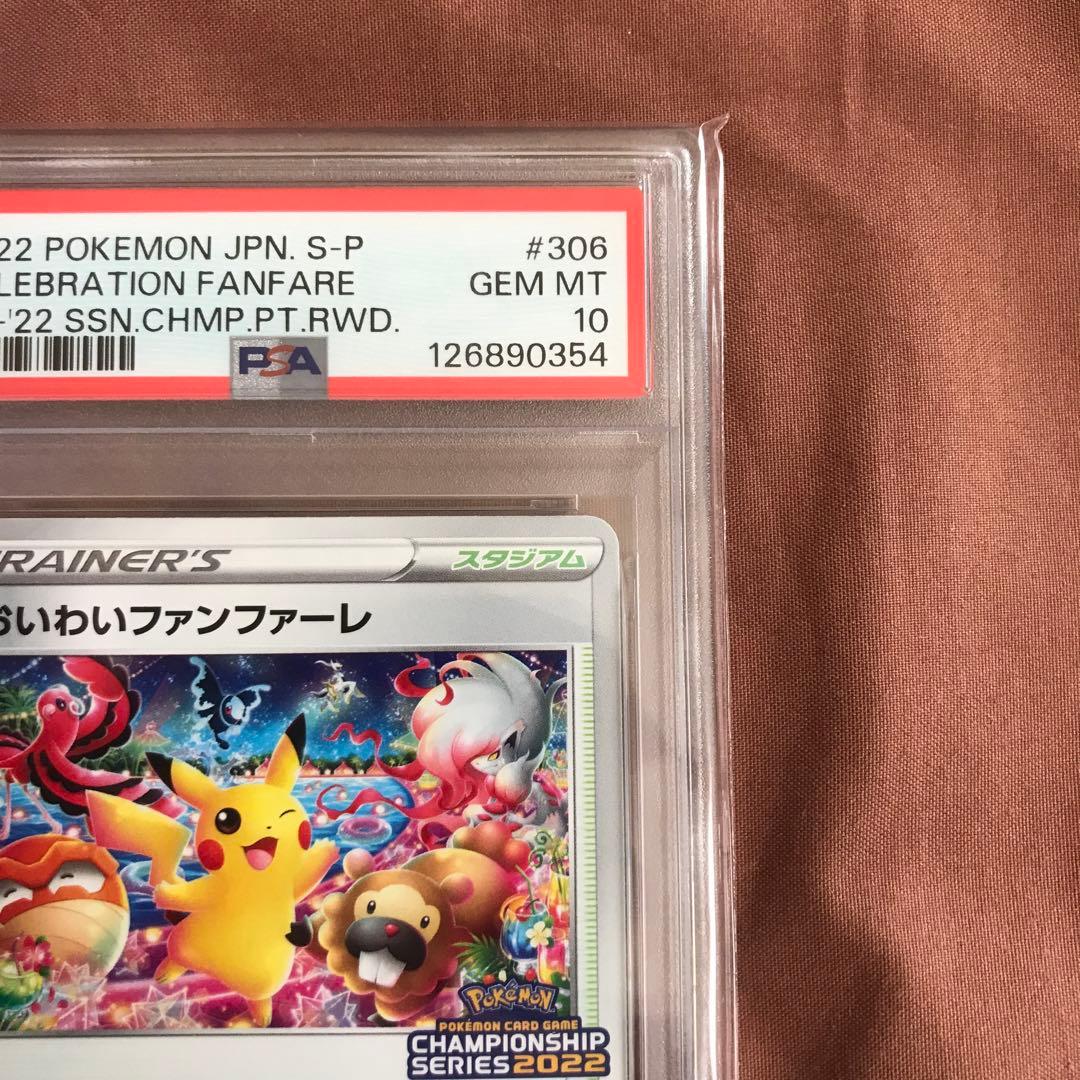 22 POKEMON JPN. S-P #306
LEBRATION FANFARE GEM MT
-'22 SSN.CHMP.PT.RWD. 10
PSA 126890354
RAINER'S スタジアム
おいわいファンファーレ
Pokémon
POKÉMON CARD GAME
CHAMPIONSHIP
SERIES 2022